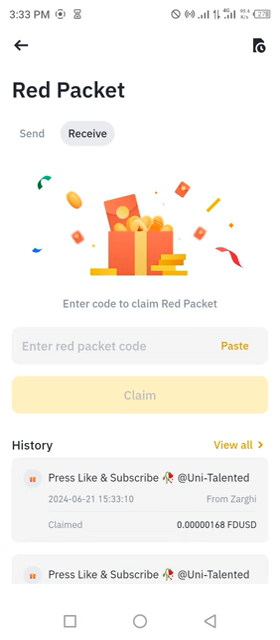 3:33 PM
4G
Red Packet
Send Receive
Enter code to claim Red Packet
Enter red packet code Paste
Claim
History View all >
Press Like & Subscribe 🥀 @Uni-Talented
2024-06-21 15:33:10 From Zarghi
Claimed 0.00000168 FDUSD
Press Like & Subscribe 🥀 @Uni-Talented